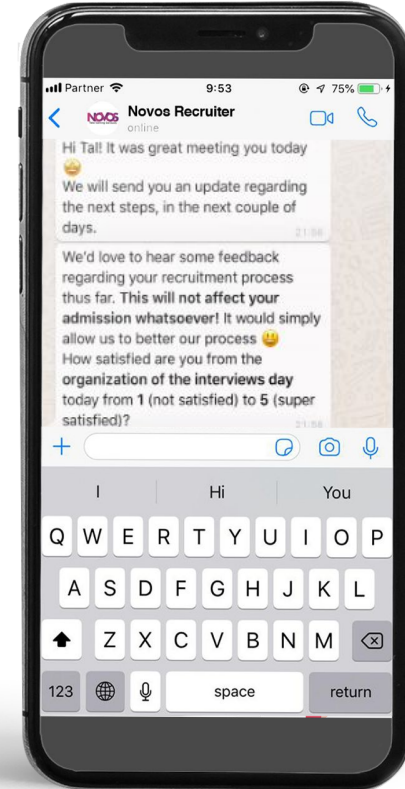 Partner 9:53 75%
NOVOS Novos Recruiter
online
Hi Tal! It was great meeting you today
We will send you an update regarding
the next steps, in the next couple of
days.
21:56
We'd love to hear some feedback
regarding your recruitment process
thus far. This will not affect your
admission whatsoever! It would simply
allow us to better our process
How satisfied are you from the
organization of the interviews day
today from 1 (not satisfied) to 5 (super
satisfied)?
21:56
I Hi You
Q W E R T Y U I O P
A S D F G H J K L
Z X C V B N M
123 space return